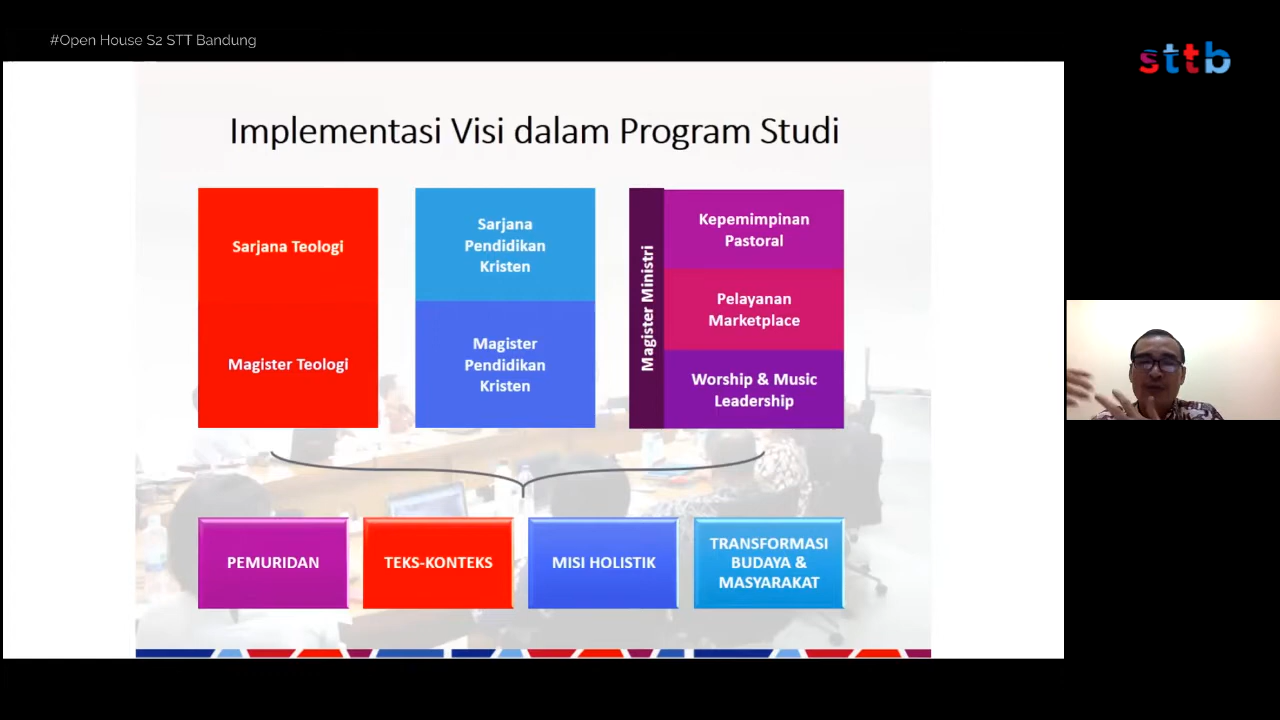 #Open House S2 STT Bandung
sttb
Implementasi Visi dalam Program Studi
Sarjana Teologi
Magister Teologi
Sarjana
Pendidikan
Kristen
Magister
Pendidikan
Kristen
Magister Ministri
Kepemimpinan
Pastoral
Pelayanan
Marketplace
Worship & Music
Leadership
PEMURIDAN
TEKS-KONTEKS
MISI HOLISTIK
TRANSFORMASI
BUDAYA &
MASYARAKAT